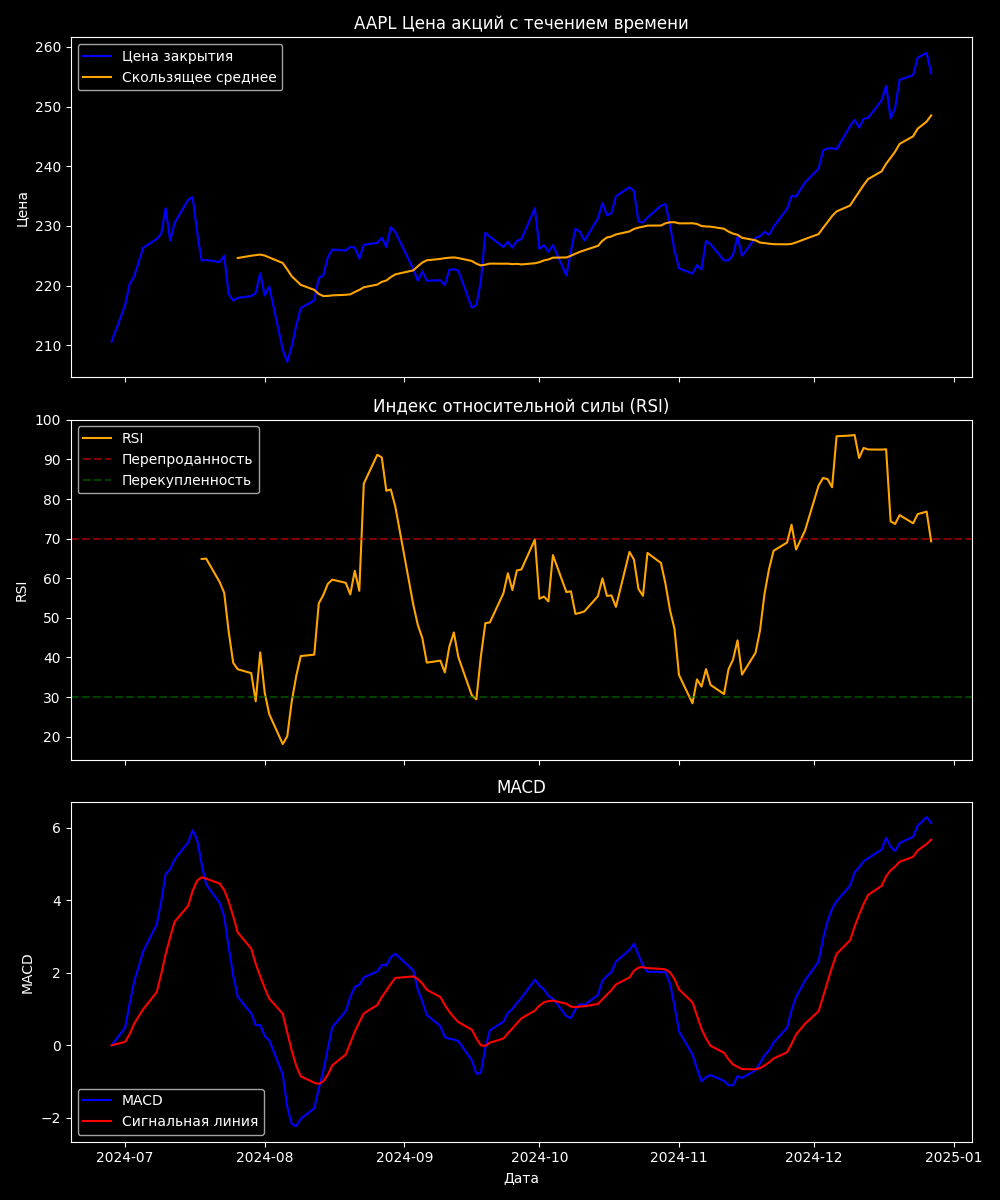 AAPL Цена акций с течением времени
Цена закрытия
Скользящее среднее
260
250
240
230
220
210
Цена
Индекс относительной силы (RSI)
RSI
Перепроданность
Перекупленность
100
90
80
70
60
50
40
30
20
RSI
MACD
6
4
2
0
−2
MACD
MACD
Сигнальная линия
2024-07 2024-08 2024-09 2024-10 2024-11 2024-12 2025-01
Дата